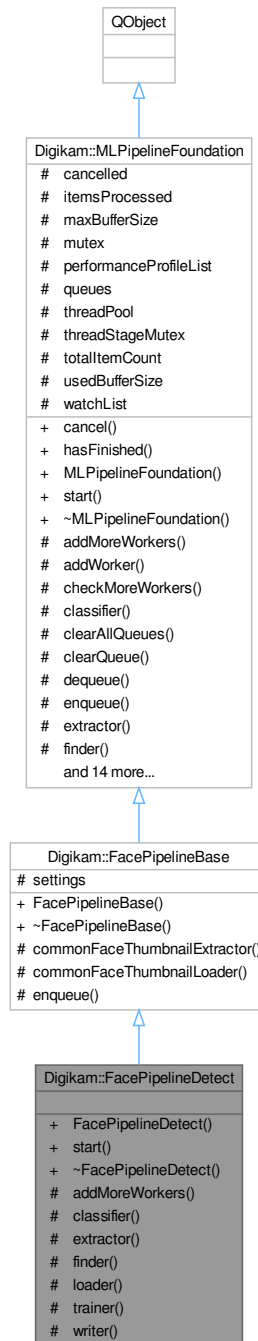 QObject
Digikam::MLPipelineFoundation
# cancelled
# itemsProcessed
# maxBufferSize
# mutex
# performanceProfileList
# queues
# threadPool
# threadStageMutex
# totalItemCount
# usedBufferSize
# watchList
+ cancel()
+ hasFinished()
+ MLPipelineFoundation()
+ start()
+ ~MLPipelineFoundation()
# addMoreWorkers()
# addWorker()
# checkMoreWorkers()
# classifier()
# clearAllQueues()
# clearQueue()
# dequeue()
# enqueue()
# extractor()
# finder()
and 14 more...
Digikam::FacePipelineBase
# settings
+ FacePipelineBase()
+ ~FacePipelineBase()
# commonFaceThumbnailExtractor()
# commonFaceThumbnailLoader()
# enqueue()
Digikam::FacePipelineDetect
+ FacePipelineDetect()
+ start()
+ ~FacePipelineDetect()
# addMoreWorkers()
# classifier()
# extractor()
# finder()
# loader()
# trainer()
# writer()